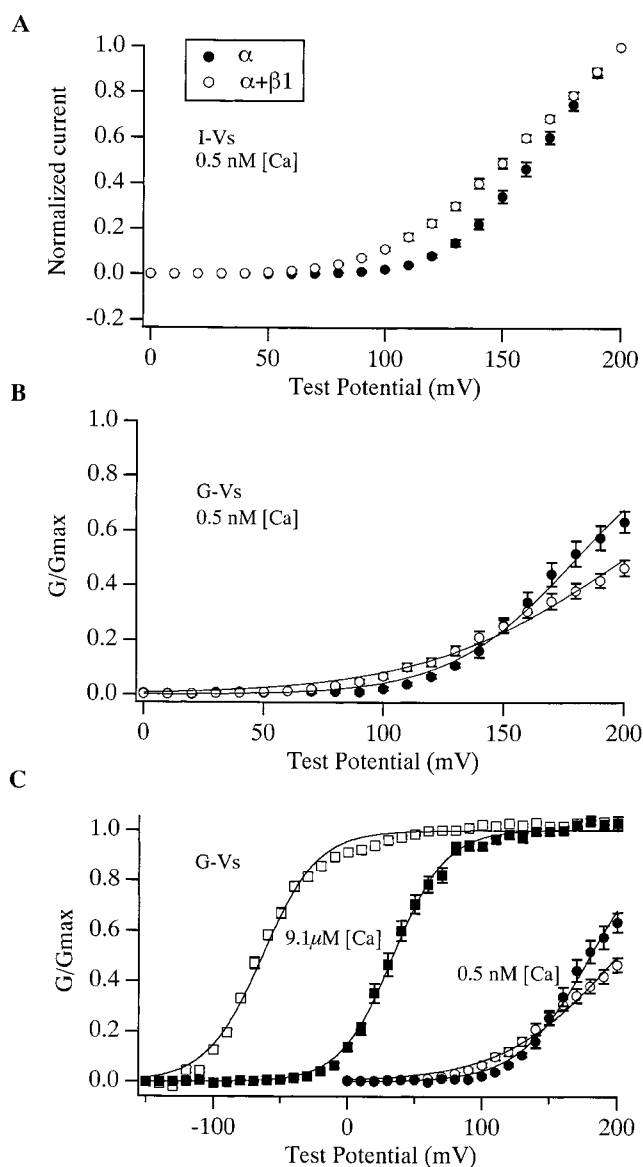 A
1.0
0.8
0.6
0.4
0.2
0.0
-0.2
α
α+β1
I-Vs
0.5 nM [Ca]
Normalized current
0
50
100
150
200
Test Potential (mV)
B
1.0
0.8
0.6
0.4
0.2
0.0
G-Vs
0.5 nM [Ca]
G/Gmax
0
50
100
150
200
Test Potential (mV)
C
1.0
0.8
0.6
0.4
0.2
0.0
G-Vs
9.1μM [Ca]
0.5 nM [Ca]
G/Gmax
-100
0
100
200
Test Potential (mV)